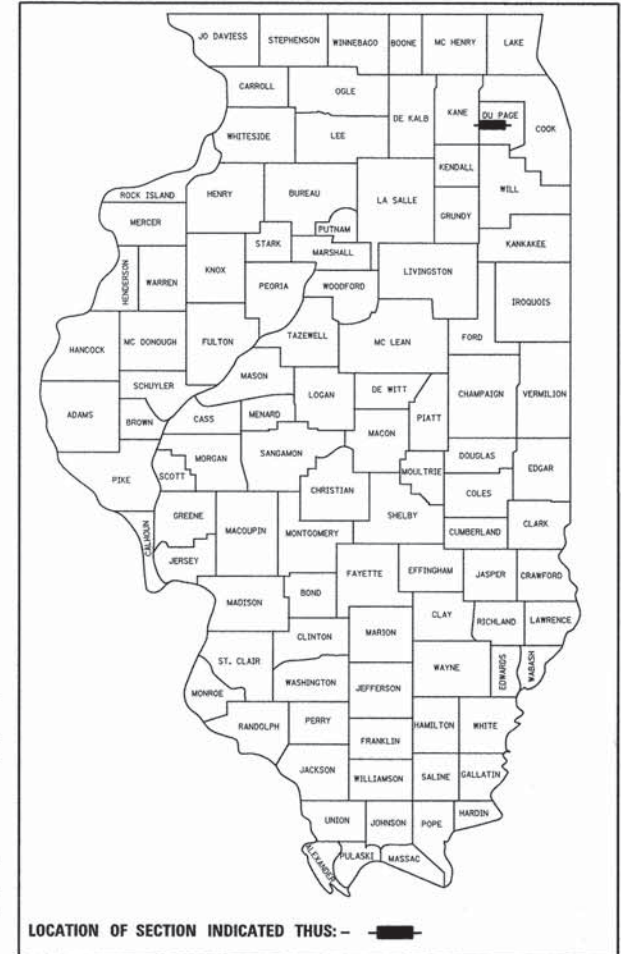 JO DAVIESS STEPHENSON WINNEBAGO BOONE MC HENRY LAKE
CARROLL OGLE DE KALB KANE DU PAGE COOK
WHITESIDE LEE
KENDALL WILL
ROCK ISLAND HENRY BUREAU LA SALLE GRUNDY
MERCER PUTNAM
STARK MARSHALL KANKAKEE
HENDERSON WARREN KNOX PEORIA WOODFORD LIVINGSTON
IROQUOIS
HANCOCK MC DONOUGH FULTON TAZEWELL MC LEAN FORD
MASON
SCHUYLER LOGAN DE WITT CHAMPAIGN VERMILION
ADAMS BROWN CASS MENARD PIATT
MACON
MORGAN SANGAMON DOUGLAS EDGAR
PIKE SCOTT MOULTRIE
CHRISTIAN COLES
GREENE SHELBY
CALHOUN MACOUPIN MONTGOMERY CUMBERLAND CLARK
JERSEY
FAYETTE EFFINGHAM JASPER CRAWFORD
MADISON BOND
CLAY RICHLAND LAWRENCE
CLINTON MARION
ST. CLAIR WAYNE EDWARDS WABASH
WASHINGTON JEFFERSON
MONROE
RANDOLPH PERRY HAMILTON WHITE
FRANKLIN
JACKSON WILLIAMSON SALINE GALLATIN
UNION JOHNSON POPE HARDIN
ALEXANDER PULASKI MASSAC
LOCATION OF SECTION INDICATED THUS: –